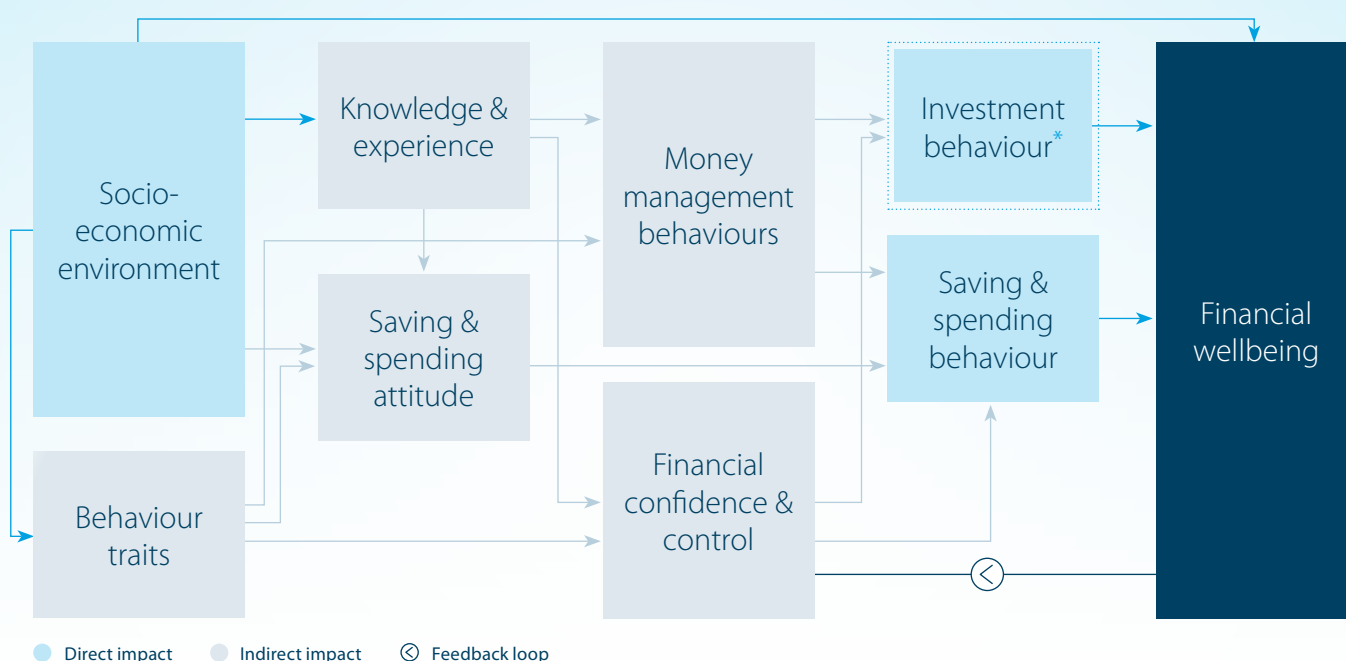 Socio-
economic
environment
Knowledge &
experience
Money
management
behaviours
Investment
behaviour*
Saving &
spending
attitude
Saving &
spending
behaviour
Financial
wellbeing
Behaviour
traits
Financial
confidence &
control
Direct impact
Indirect impact
Feedback loop